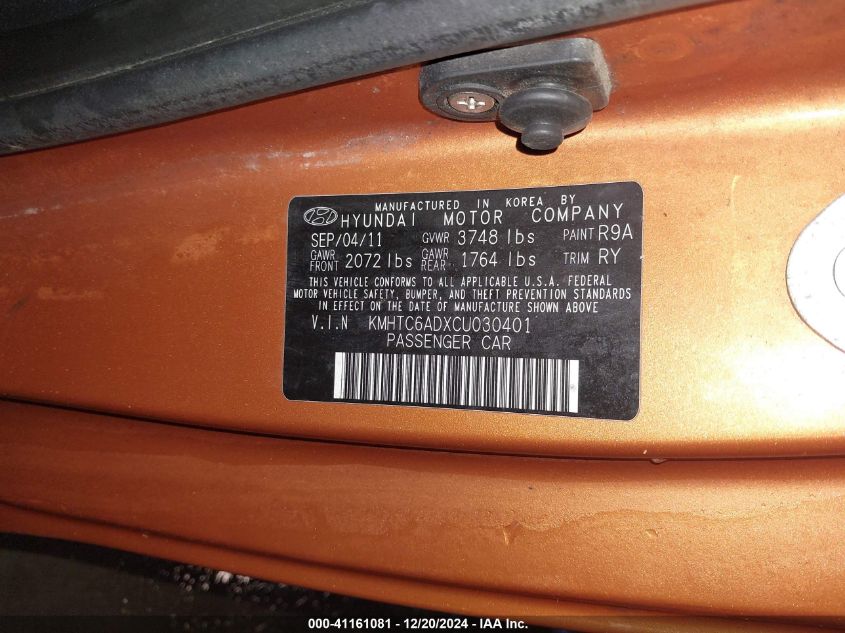 MANUFACTURED IN KOREA BY
HYUNDAI MOTOR COMPANY
SEP/04/11 GVWR 3748 lbs PAINT R9A
GAWR FRONT 2072 lbs GAWR REAR 1764 lbs TRIM RY
THIS VEHICLE CONFORMS TO ALL APPLICABLE U.S.A. FEDERAL
MOTOR VEHICLE SAFETY, BUMPER, AND THEFT PREVENTION STANDARDS
IN EFFECT ON THE DATE OF MANUFACTURE SHOWN ABOVE
V.I.N KMHTC6ADXCU030401
PASSENGER CAR
000-41161081 - 12/20/2024 - IAA Inc.